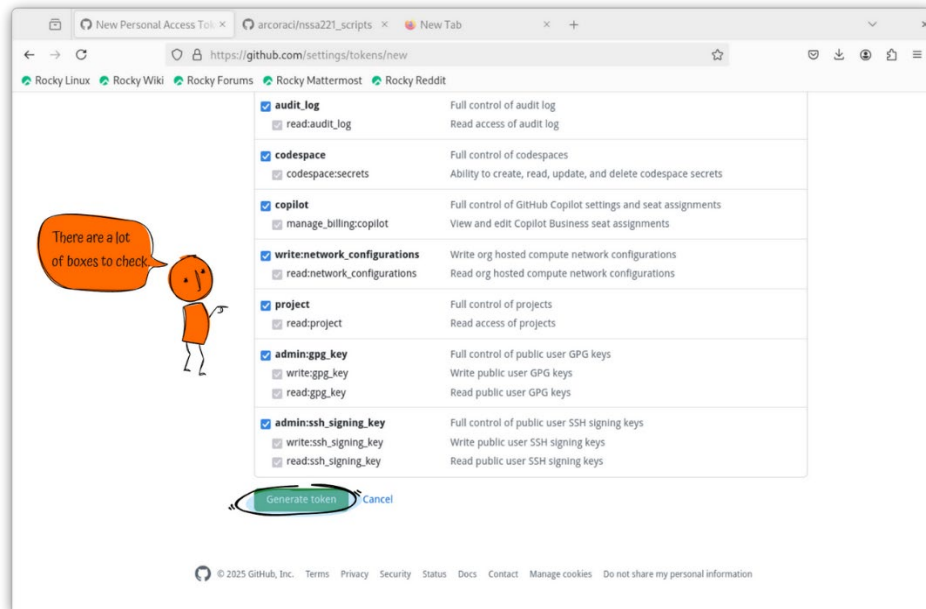 New Personal Access Tok
arcoraci/nssa221_scripts
New Tab
https://github.com/settings/tokens/new
Rocky Linux Rocky Wiki Rocky Forums Rocky Mattermost Rocky Reddit
audit_log Full control of audit log
read:audit_log Read access of audit log
codespace Full control of codespaces
codespace:secrets Ability to create, read, update, and delete codespace secrets
copilot Full control of GitHub Copilot settings and seat assignments
manage_billing:copilot View and edit Copilot Business seat assignments
There are a lot
of boxes to check.
write:network_configurations Write org hosted compute network configurations
read:network_configurations Read org hosted compute network configurations
project Full control of projects
read:project Read access of projects
admin:gpg_key Full control of public user GPG keys
write:gpg_key Write public user GPG keys
read:gpg_key Read public user GPG keys
admin:ssh_signing_key Full control of public user SSH signing keys
write:ssh_signing_key Write public user SSH signing keys
read:ssh_signing_key Read public user SSH signing keys
Generate token Cancel
© 2025 GitHub, Inc. Terms Privacy Security Status Docs Contact Manage cookies Do not share my personal information